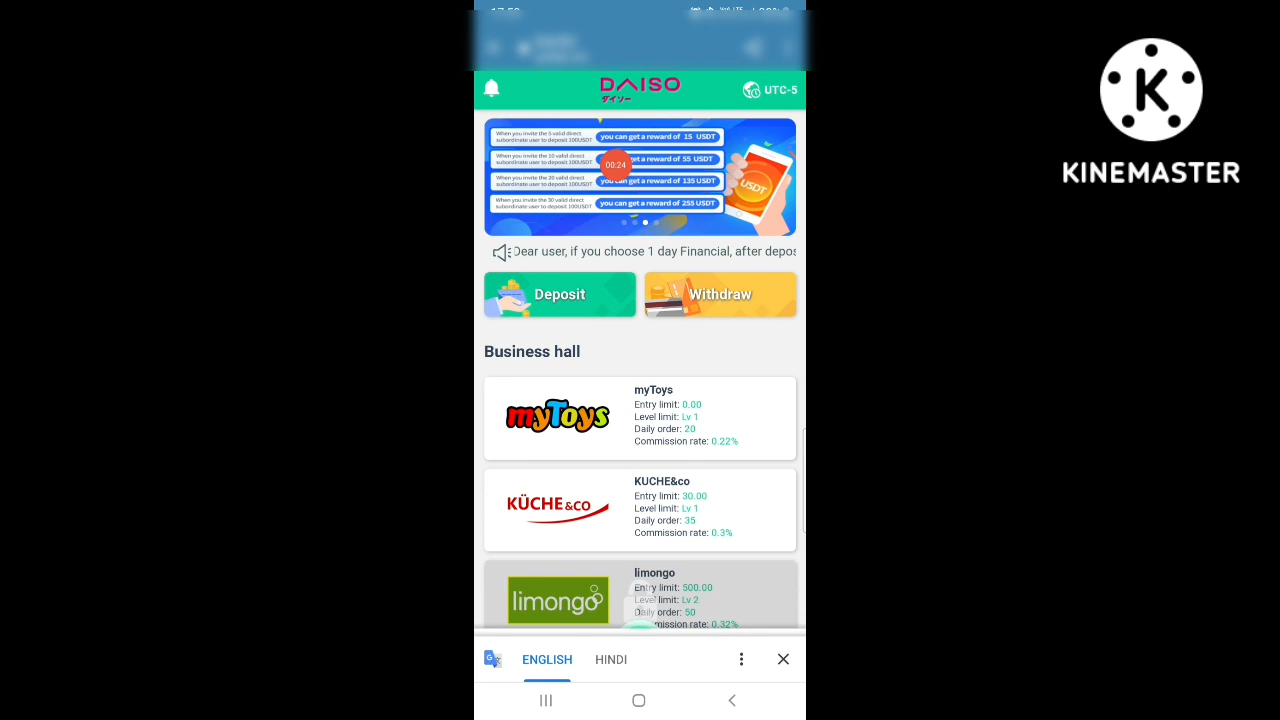 DAISO
ダイソー
UTC-5
When you invite the 5 valid direct
subordinate user to deposit 100USDT
you can get a reward of 15 USDT
When you invite the 10 valid direct
subordinate user to deposit 100USDT
you can get a reward of 55 USDT
When you invite the 20 valid direct
subordinate user to deposit 100USDT
you can get a reward of 135 USDT
When you invite the 30 valid direct
subordinate user to deposit 100USDT
you can get a reward of 255 USDT
00:24
USDT
Dear user, if you choose 1 day Financial, after depos
Deposit
Withdraw
Business hall
myToys
myToys
Entry limit: 0.00
Level limit: Lv 1
Daily order: 20
Commission rate: 0.22%
KÜCHE &CO
KUCHE&co
Entry limit: 30.00
Level limit: Lv 1
Daily order: 35
Commission rate: 0.3%
limongo
limongo
Entry limit: 500.00
Level limit: Lv 2
Daily order: 50
mmission rate: 0.32%
ENGLISH
HINDI
K
KINEMASTER